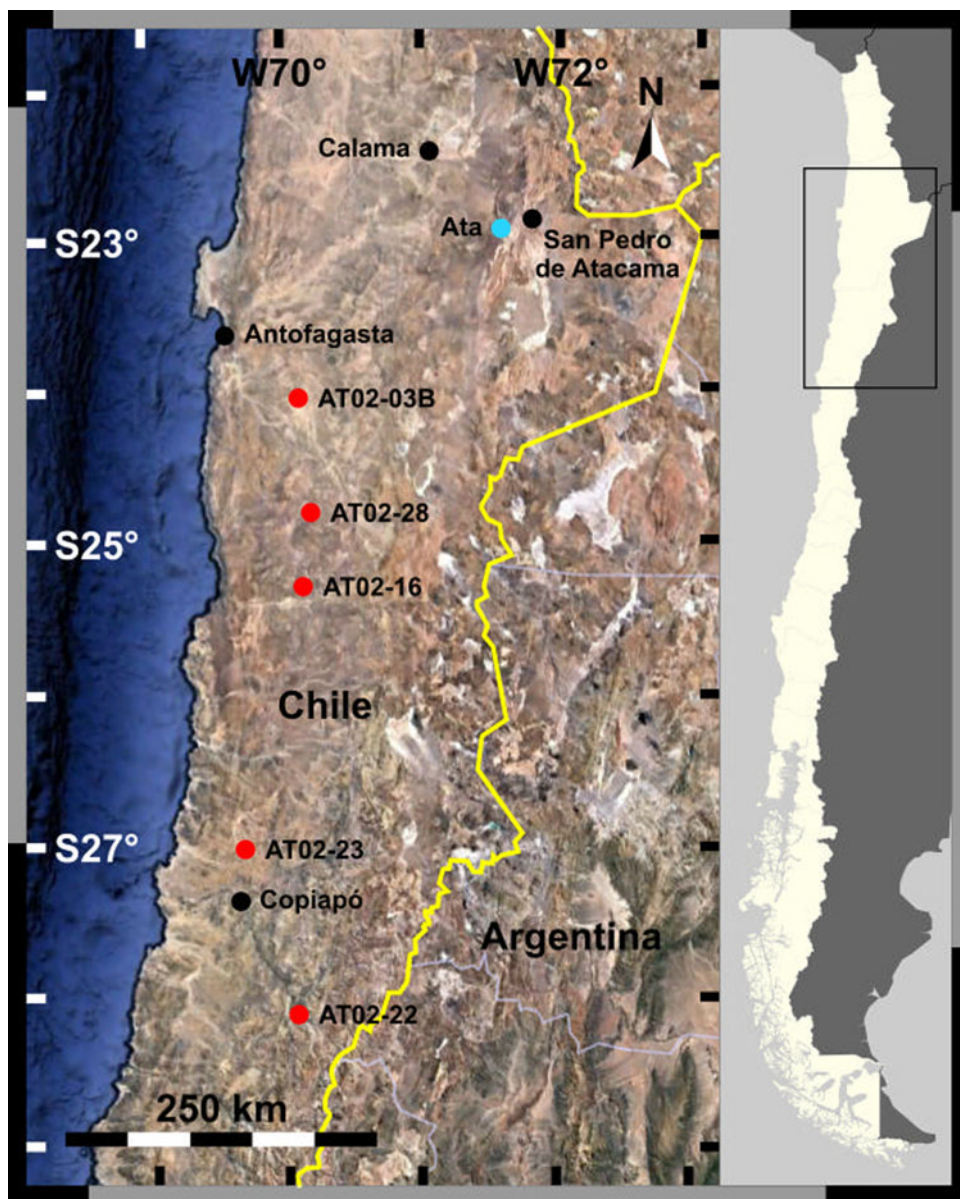 W70° W72°
N
Calama
Ata
San Pedro
de Atacama
S23°
Antofagasta
AT02-03B
AT02-28
S25°
AT02-16
Chile
S27°
AT02-23
Copiapó
Argentina
AT02-22
250 km